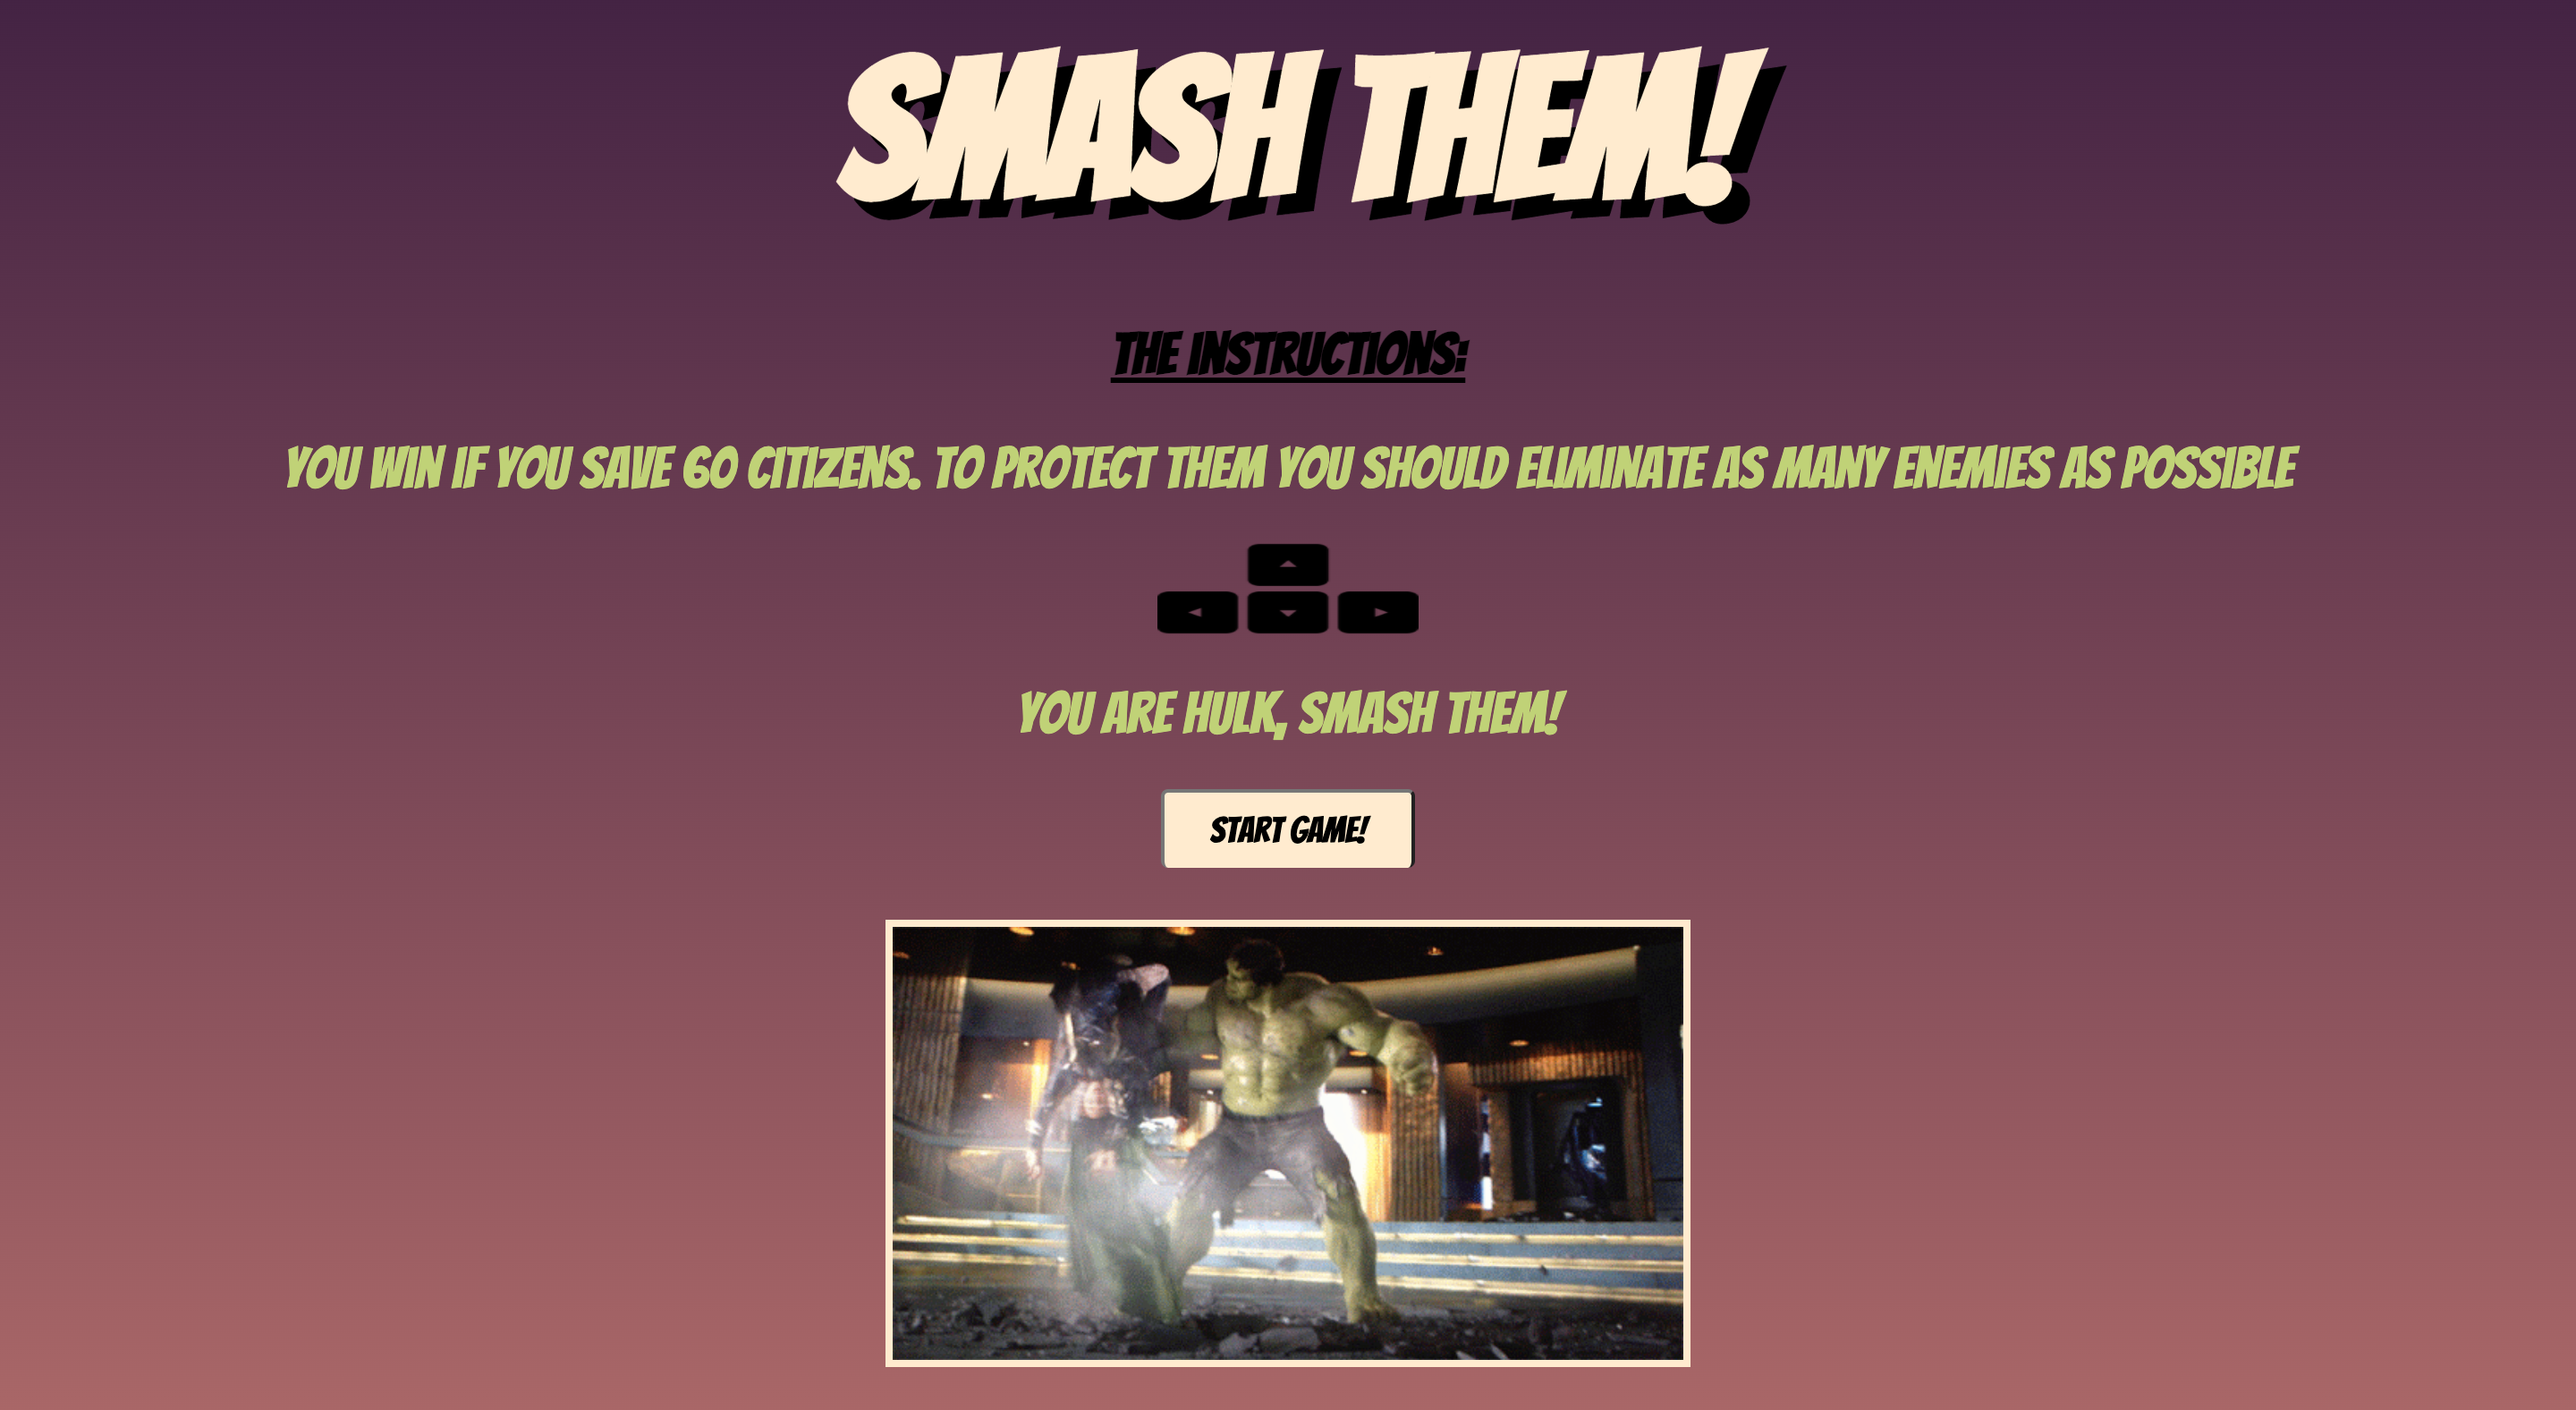 SMASH THEM!
THE INSTRUCTIONS:
YOU WIN IF YOU SAVE 60 CITIZENS. TO PROTECT THEM YOU SHOULD ELIMINATE AS MANY ENEMIES AS POSSIBLE
YOU ARE HULK, SMASH THEM!
START GAME!